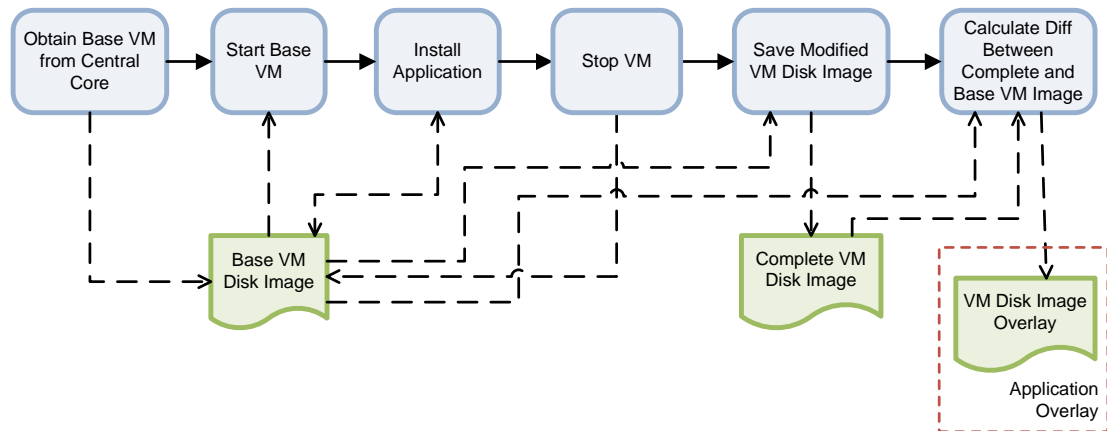 Obtain Base VM
from Central
Core
Start Base
VM
Install
Application
Stop VM
Save Modified
VM Disk Image
Calculate Diff
Between
Complete and
Base VM Image
Base VM
Disk Image
Complete VM
Disk Image
VM Disk Image
Overlay
Application
Overlay